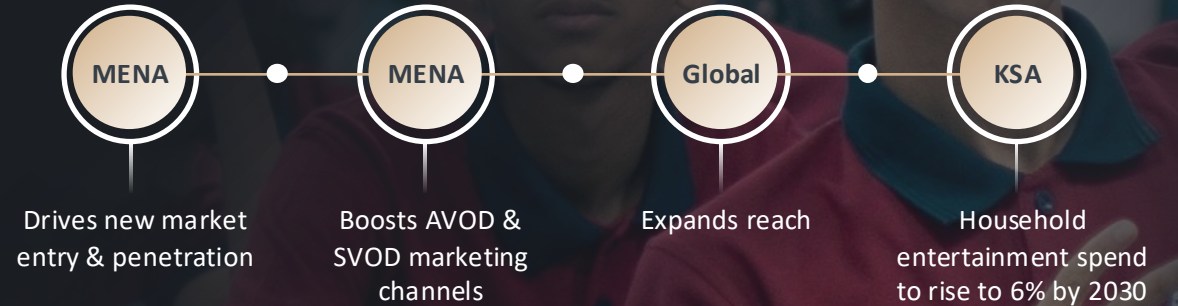 MENA
MENA
Global
KSA
Drives new market
entry & penetration
Boosts AVOD &
SVOD marketing
channels
Expands reach
Household
entertainment spend
to rise to 6% by 2030